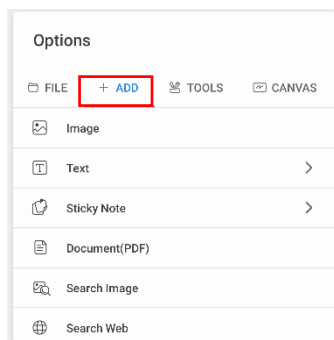 Options
FILE + ADD TOOLS CANVAS
Image
Text
Sticky Note
Document(PDF)
Search Image
Search Web